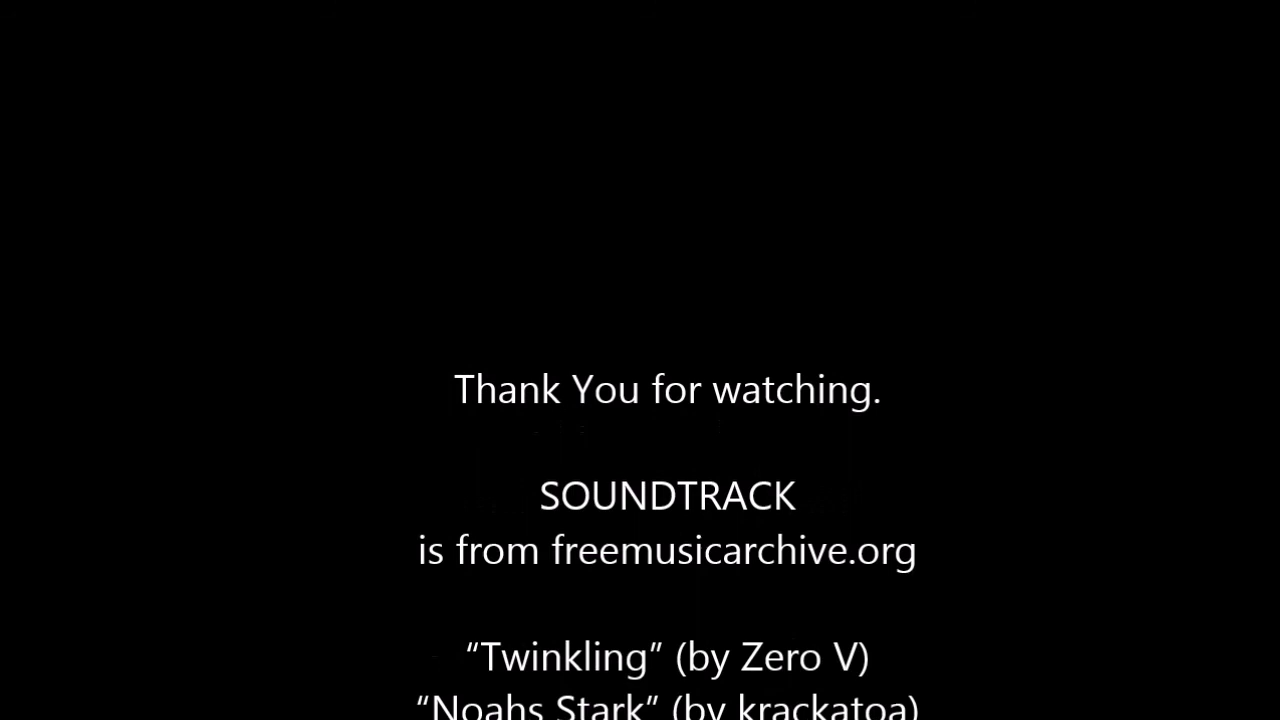 Thank You for watching.
SOUNDTRACK
is from freemusicarchive.org
“Twinkling” (by Zero V)
“Noahs Stark” (by krackatoa)